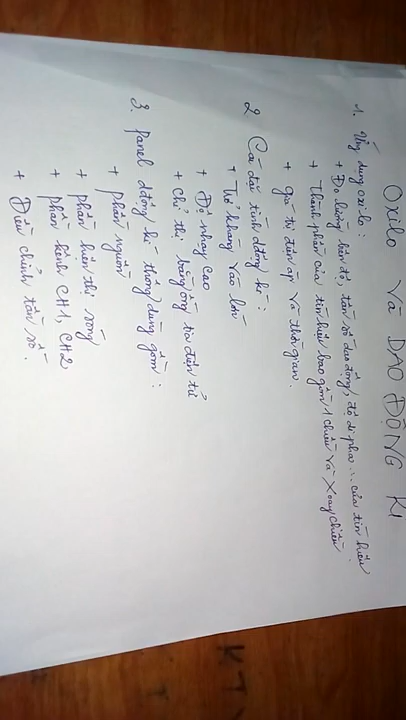 Oxilo và DAO ĐỘNG KÍ
1. Ứng dụng oxilo:
+ Đo lường biên độ, tần số dao động, độ di pha ... của tín hiệu
+ Thành phần của tín hiệu bao gồm 1 chiều và xoay chiều.
+ giá trị điện áp và thời gian.
2. Các đặc tính động kí:
+ Trở kháng vào lớn
+ Độ nhạy cao
+ chỉ thị bằng ống tia điện tử
3. Panel động kí thông dụng gồm:
+ phần nguồn
+ phần hiển thị sóng
+ phần kênh CH1, CH2
+ Điều chỉnh tần số.
KT